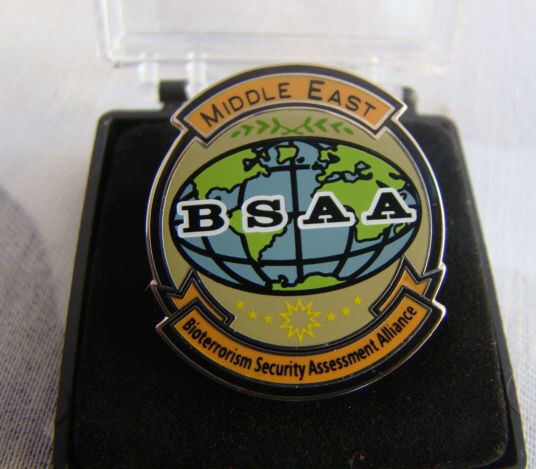 MIDDLE EAST
BSAA
Bioterrorism Security Assessment Alliance